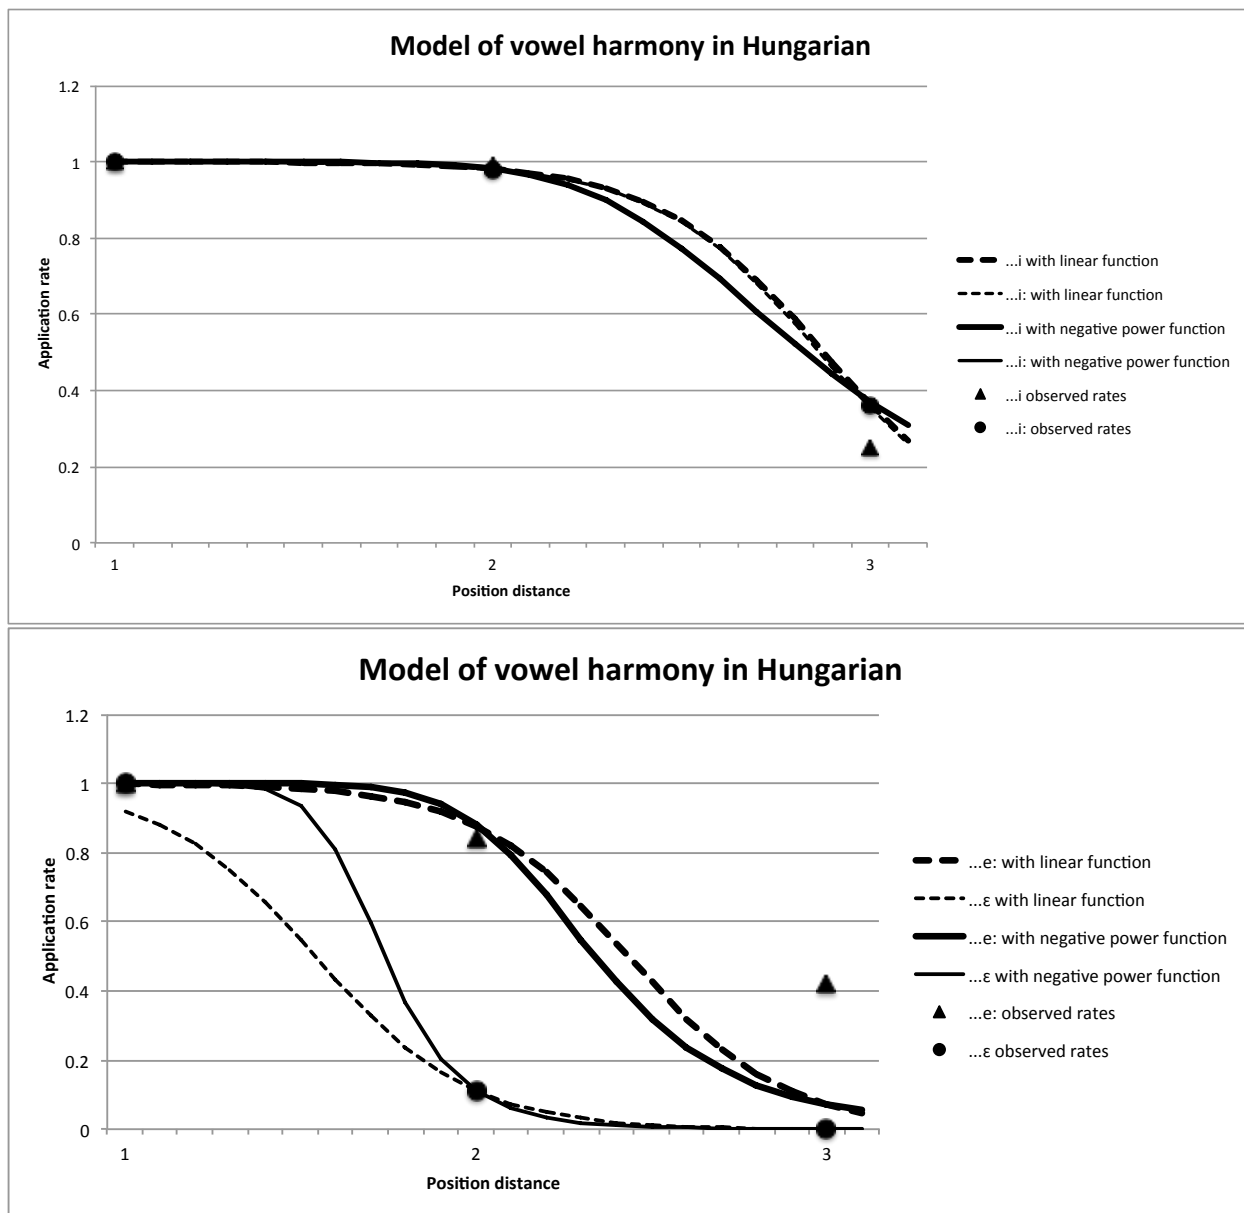 Model of vowel harmony in Hungarian
1.2
1
0.8
0.6
0.4
0.2
0
Application rate
1
2
3
Position distance
...i with linear function
...i: with linear function
...i with negative power function
...i: with negative power function
...i observed rates
...i: observed rates
Model of vowel harmony in Hungarian
1.2
1
0.8
0.6
0.4
0.2
0
Application rate
1
2
3
Position distance
...e: with linear function
...ε with linear function
...e: with negative power function
...ε with negative power function
...e: observed rates
...ε observed rates